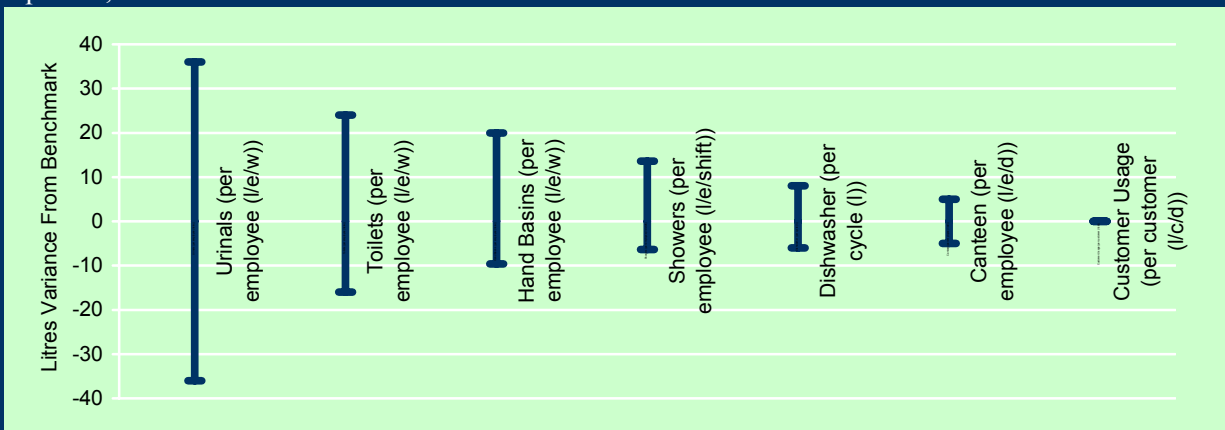 Litres Variance From Benchmark
40
30
20
10
0
-10
-20
-30
-40
Urinals (per
employee (l/e/w))
Toilets (per
employee (l/e/w))
Hand Basins (per
employee (l/e/w))
Showers (per
employee (l/e/shift))
Dishwasher (per
cycle (l))
Canteen (per
employee (l/e/d))
Customer Usage
(per customer
(l/c/d))